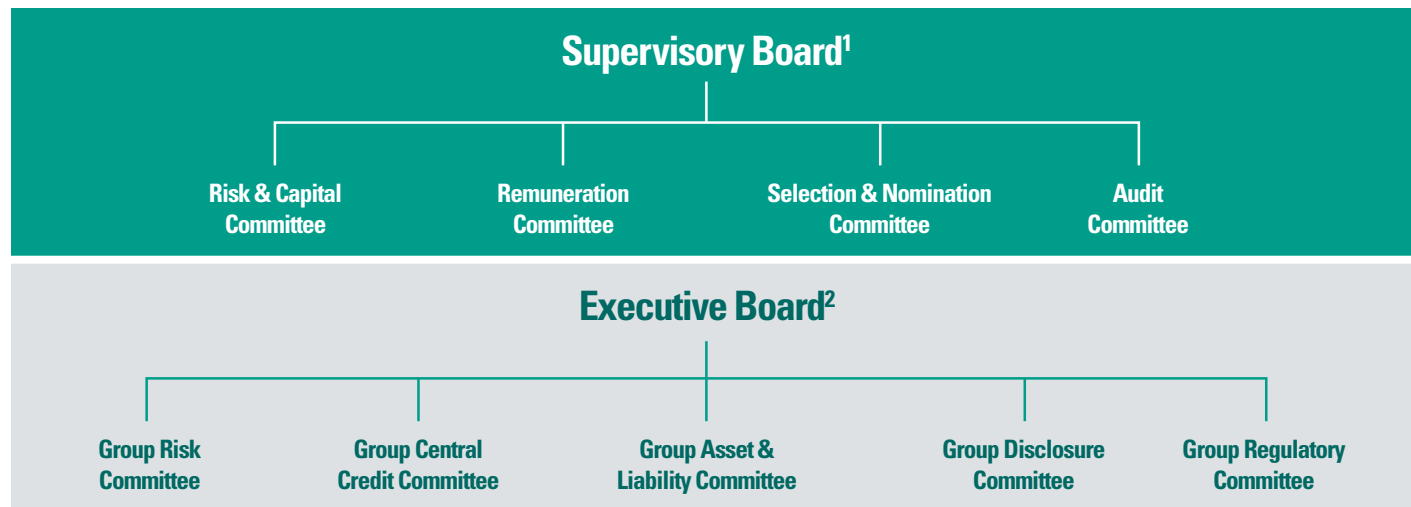 Supervisory Board¹
Risk & Capital
Committee
Remuneration
Committee
Selection & Nomination
Committee
Audit
Committee
Executive Board²
Group Risk
Committee
Group Central
Credit Committee
Group Asset &
Liability Committee
Group Disclosure
Committee
Group Regulatory
Committee